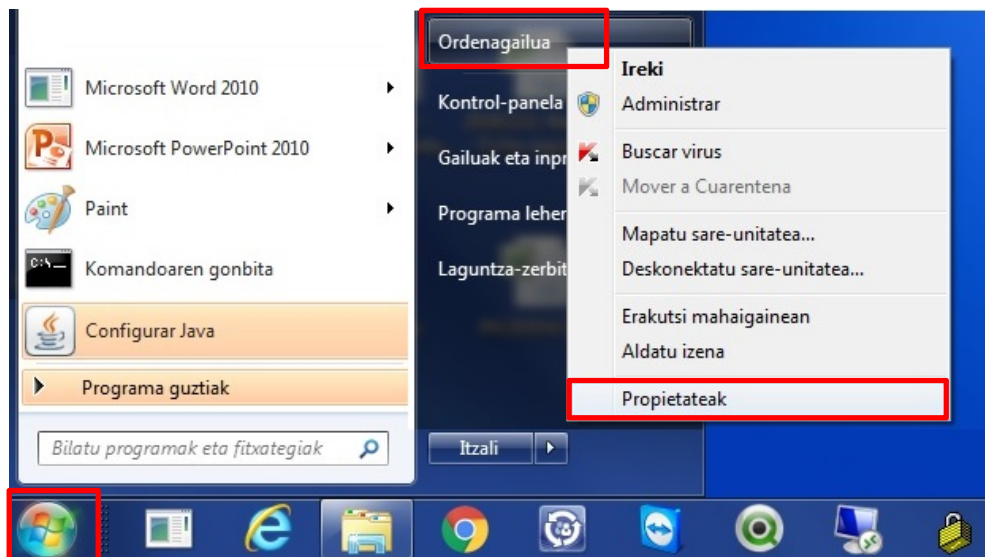 Microsoft Word 2010
Microsoft PowerPoint 2010
Paint
C:\
Komandoaren gonbita
Configurar Java
Programa guztiak
Bilatu programak eta fitxategiak
Ordenagailua
Kontrol-panela
Gailuak eta inpr
Programa leher
Laguntza-zerbit
Itzali
Ireki
Administrar
Buscar virus
Mover a Cuarentena
Mapatu sare-unitatea...
Deskonektatu sare-unitatea...
Erakutsi mahaigainean
Aldatu izena
Propietateak